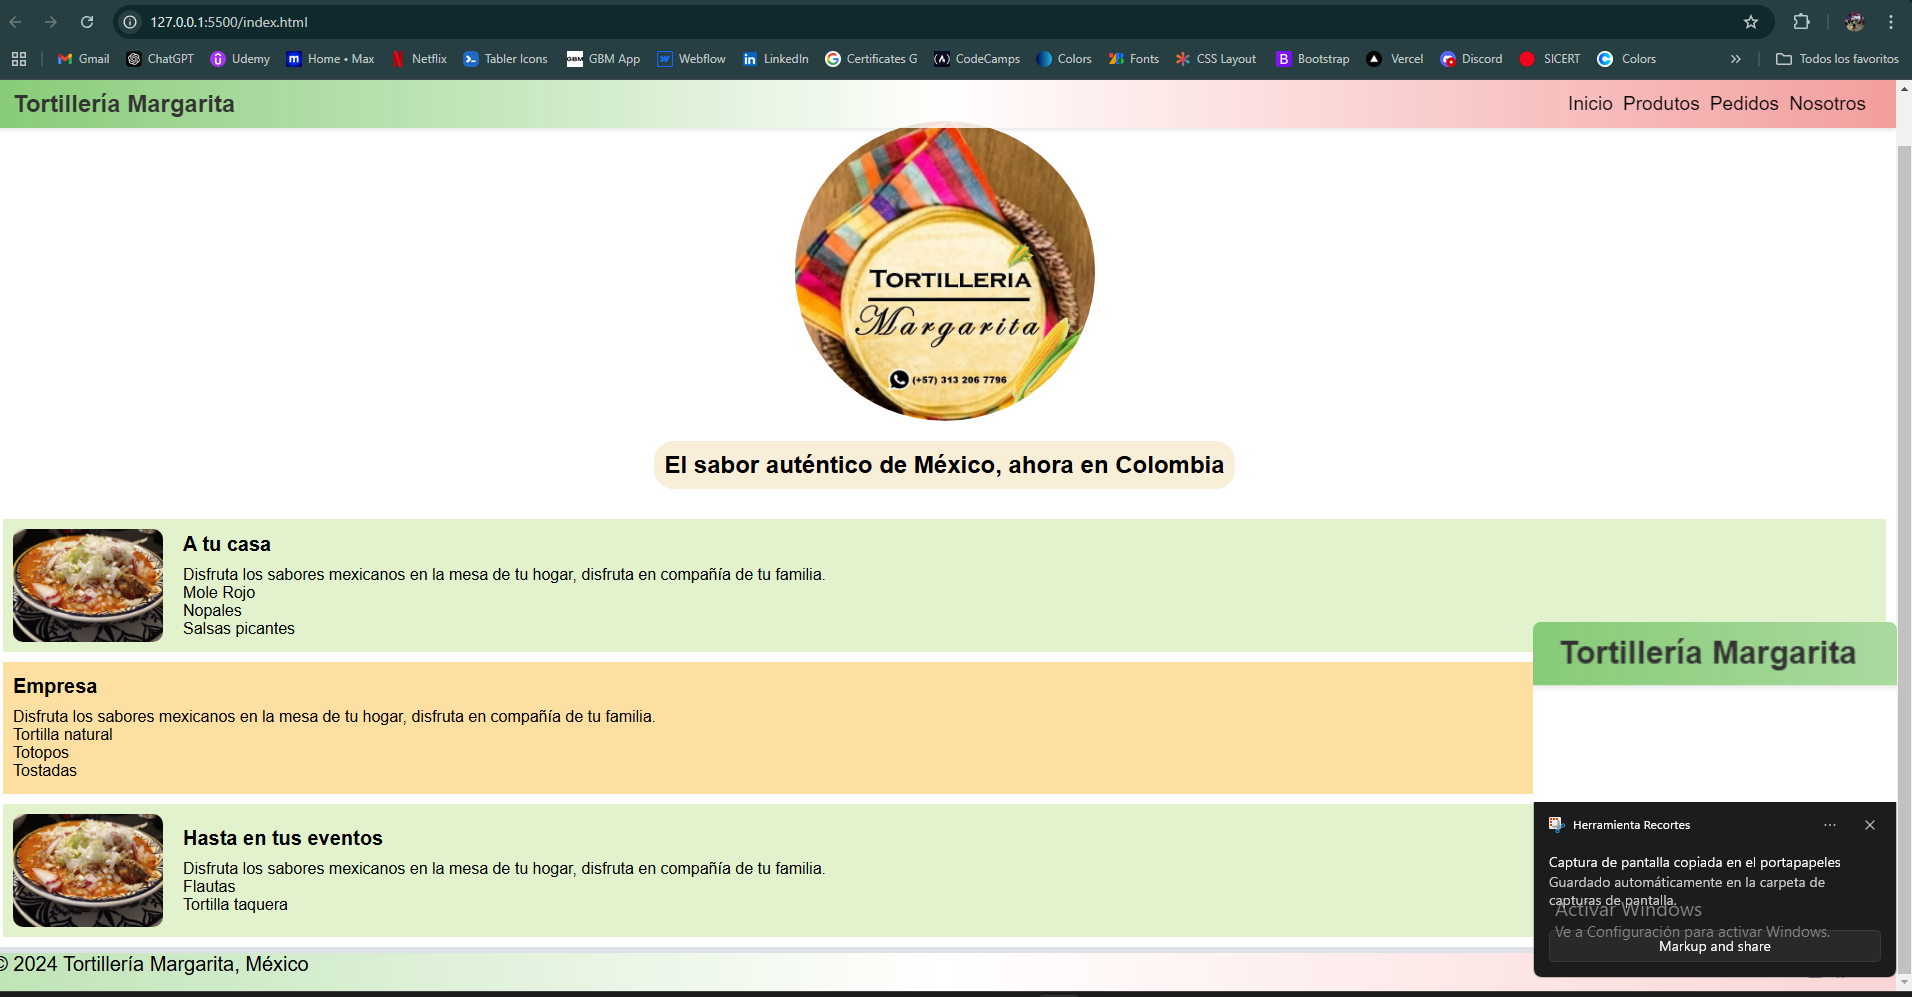 127.0.0.1:5500/index.html
Gmail ChatGPT Udemy Home • Max Netflix Tabler Icons GBM App Webflow LinkedIn Certificates G CodeCamps Colors Fonts CSS Layout Bootstrap Vercel Discord SICERT Colors » Todos los favoritos
Tortillería Margarita Inicio Produtos Pedidos Nosotros
TORTILLERIA
Margarita
(+57) 313 206 7796
El sabor auténtico de México, ahora en Colombia
A tu casa
Disfruta los sabores mexicanos en la mesa de tu hogar, disfruta en compañía de tu familia.
Mole Rojo
Nopales
Salsas picantes
Tortillería Margarita
Empresa
Disfruta los sabores mexicanos en la mesa de tu hogar, disfruta en compañía de tu familia.
Tortilla natural
Totopos
Tostadas
Hasta en tus eventos
Disfruta los sabores mexicanos en la mesa de tu hogar, disfruta en compañía de tu familia.
Flautas
Tortilla taquera
Herramienta Recortes
Captura de pantalla copiada en el portapapeles
Guardado automáticamente en la carpeta de
capturas de pantalla.
Activar Windows
Ve a Configuración para activar Windows.
Markup and share
© 2024 Tortillería Margarita, México